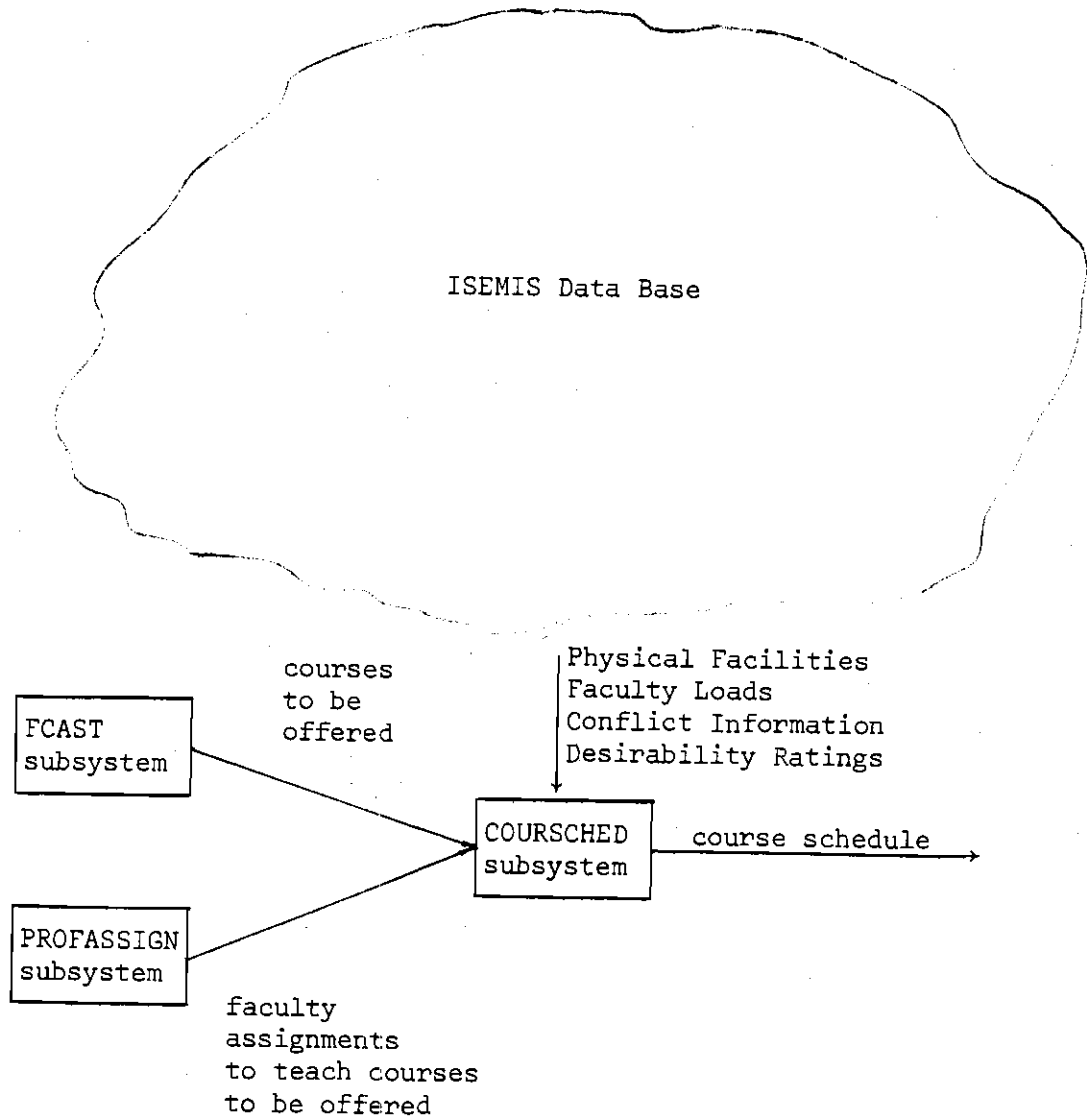 ISEMIS Data Base
courses
to be
offered
Physical Facilities
Faculty Loads
Conflict Information
Desirability Ratings
FCAST
subsystem
COURSCHED
subsystem
course schedule
PROFASSIGN
subsystem
faculty
assignments
to teach courses
to be offered